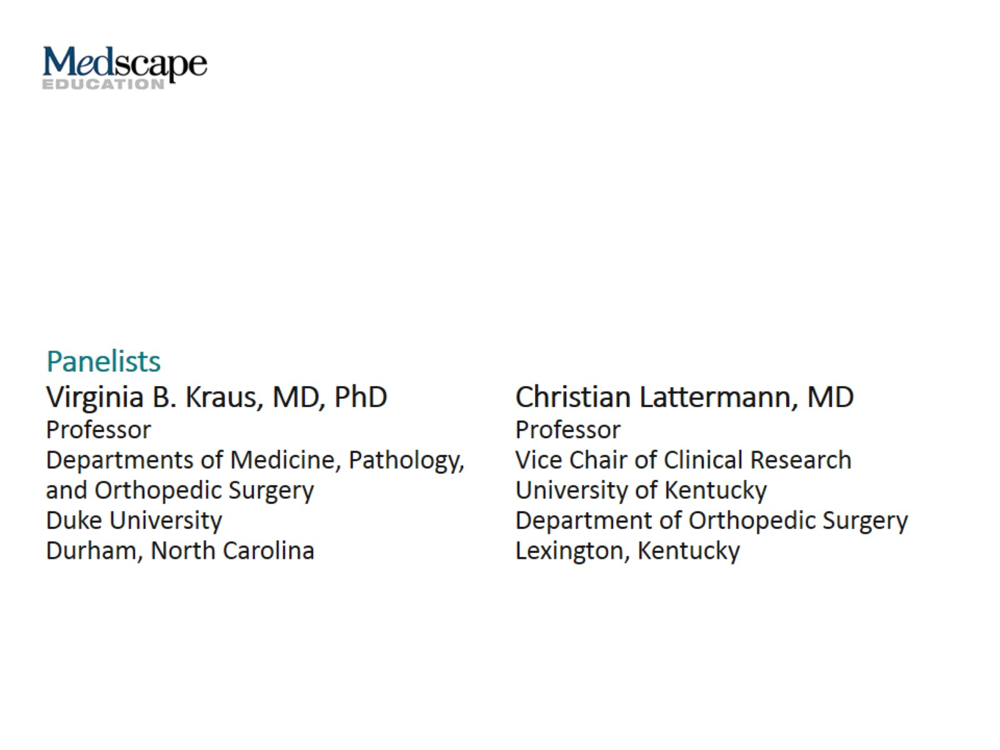 Medscape
EDUCATION
Panelists
Virginia B. Kraus, MD, PhD
Professor
Departments of Medicine, Pathology,
and Orthopedic Surgery
Duke University
Durham, North Carolina
Christian Lattermann, MD
Professor
Vice Chair of Clinical Research
University of Kentucky
Department of Orthopedic Surgery
Lexington, Kentucky